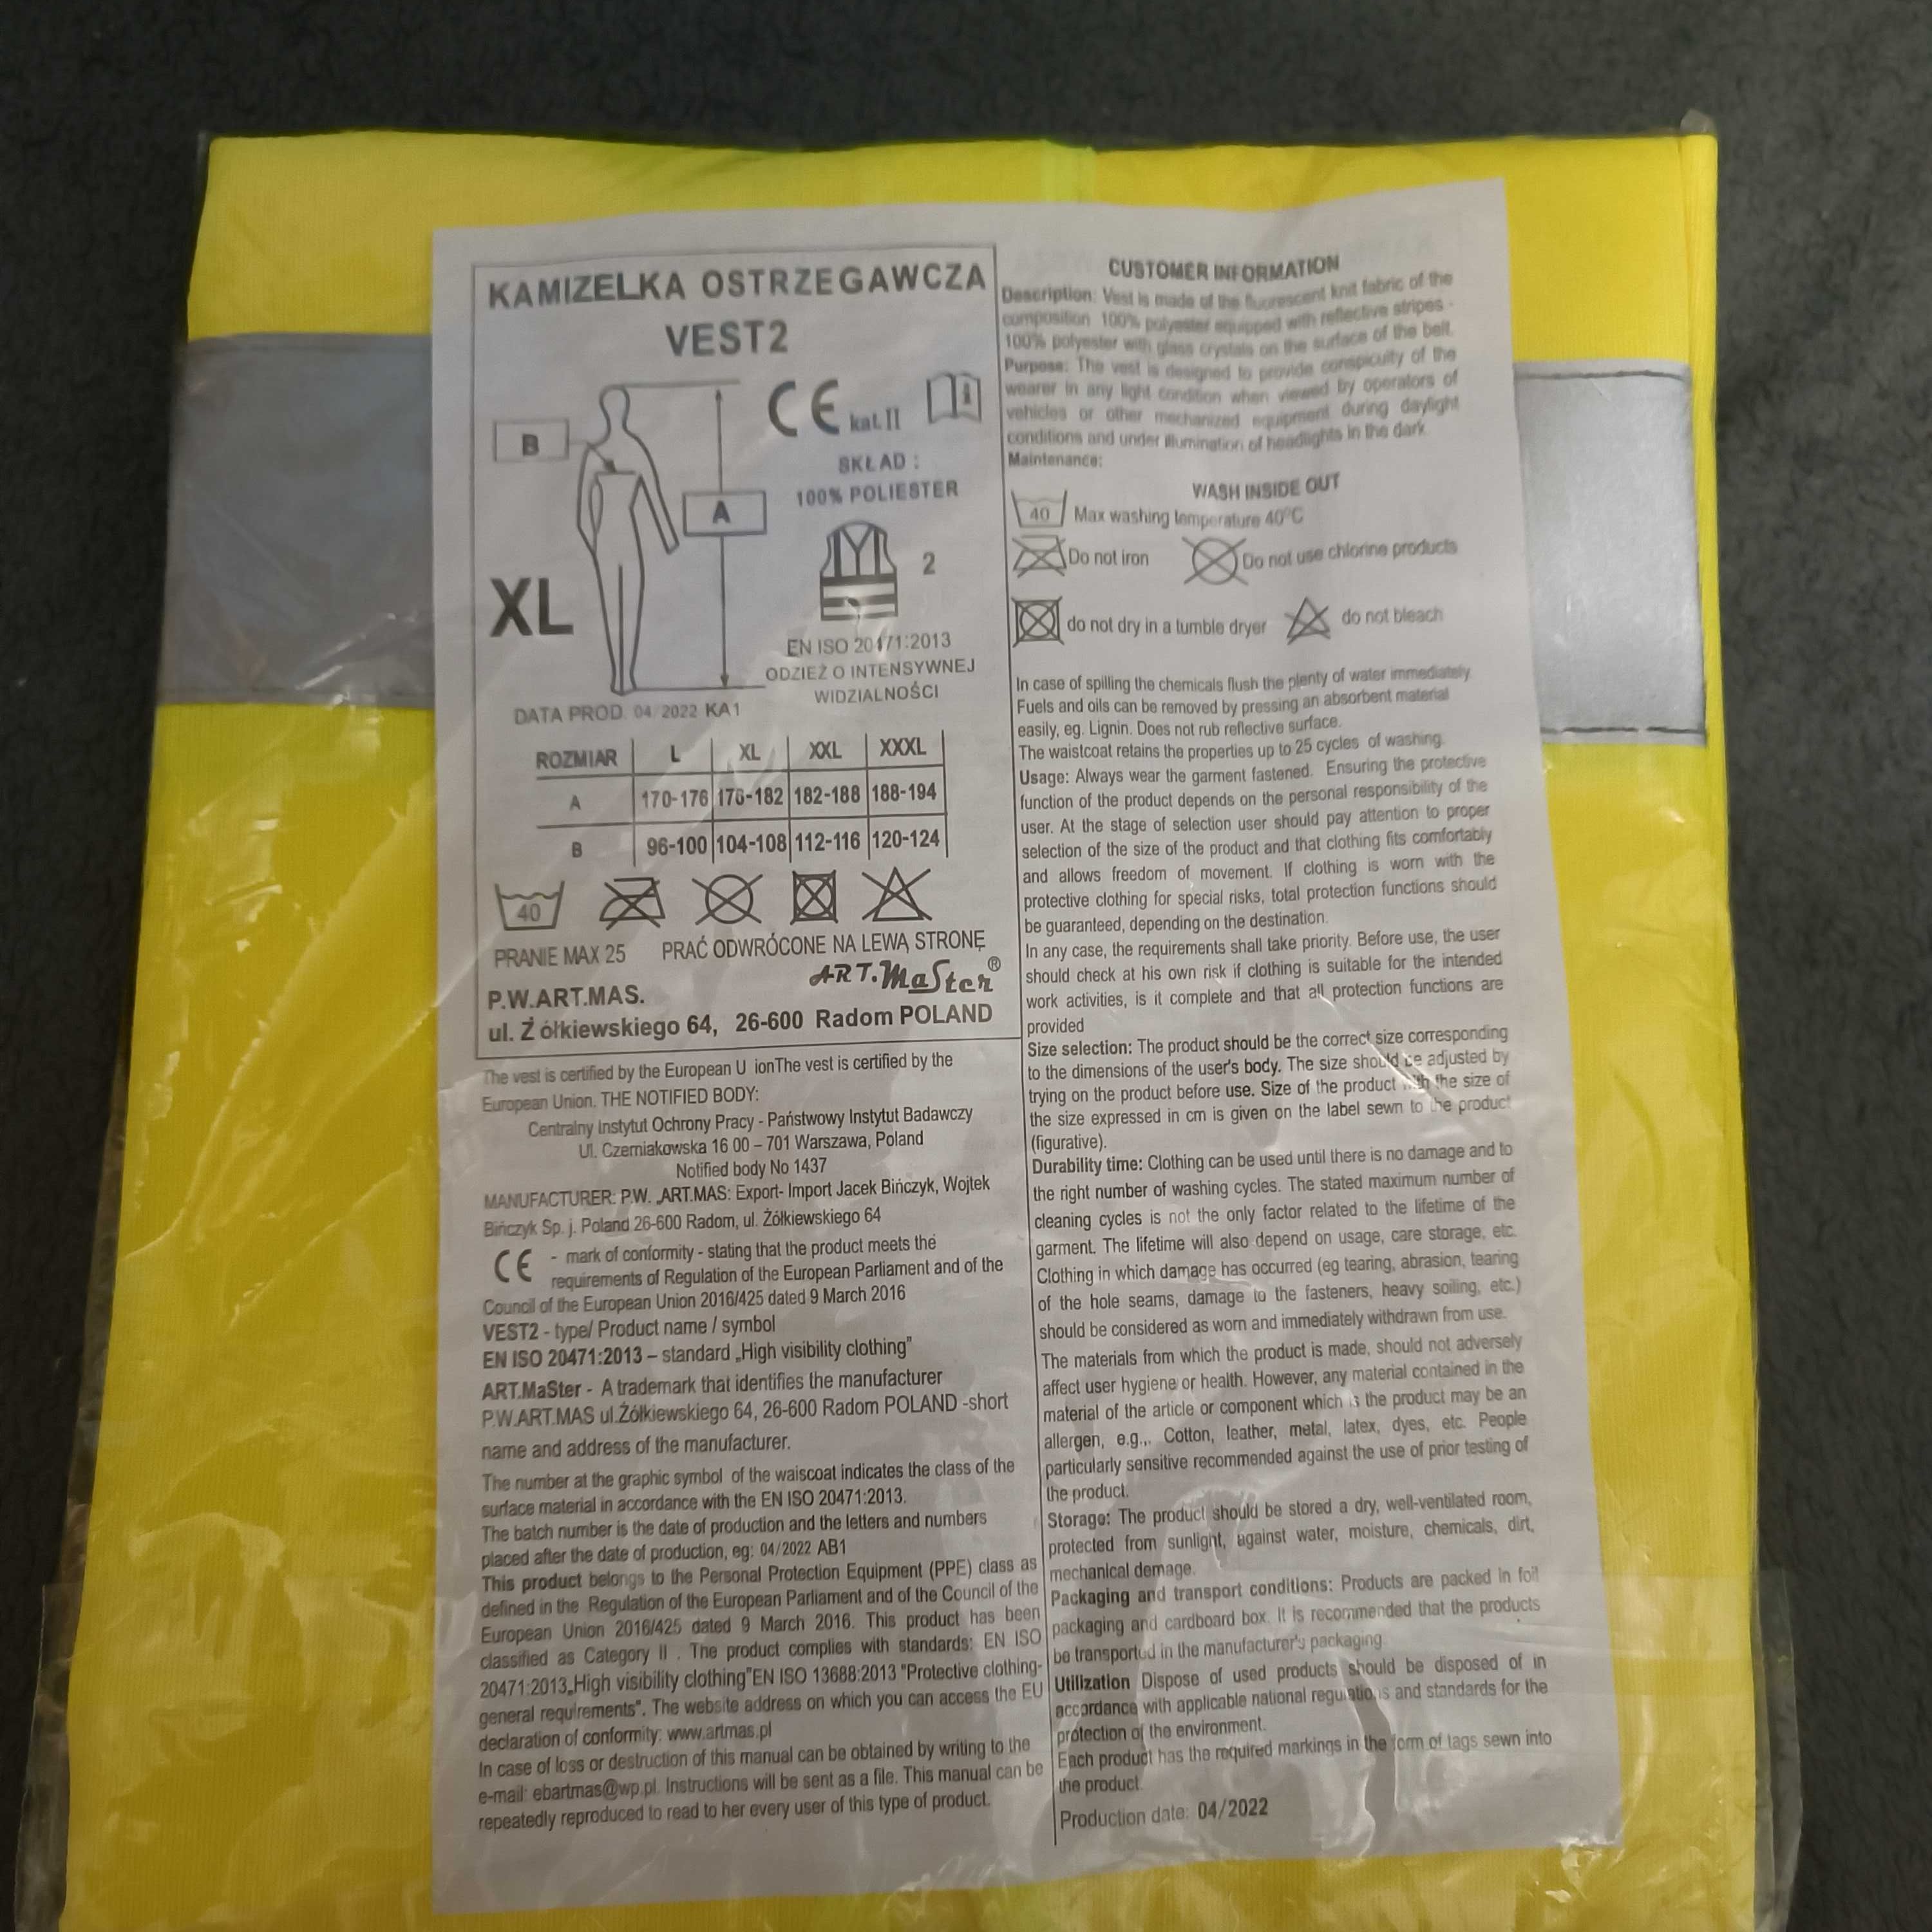 KAMIZELKA OSTRZEGAWCZA
VEST2
CE kat. II
i
B
A
SKŁAD :
100% POLIESTER
2
XL
EN ISO 20471:2013
ODZIEŻ O INTENSYWNEJ
WIDZIALNOŚCI
DATA PROD. 04/2022 KA1
ROZMIAR L XL XXL XXXL
A 170-176 176-182 182-188 188-194
B 96-100 104-108 112-116 120-124
40
PRANIE MAX 25 PRAĆ ODWRÓCONE NA LEWĄ STRONĘ
ART.MaSter®
P.W.ART.MAS.
ul. Ż ółkiewskiego 64, 26-600 Radom POLAND
The vest is certified by the European U ionThe vest is certified by the
European Union. THE NOTIFIED BODY:
Centralny Instytut Ochrony Pracy - Państwowy Instytut Badawczy
Ul. Czerniakowska 16 00 – 701 Warszawa, Poland
Notified body No 1437
MANUFACTURER: P.W. „ART.MAS: Export- Import Jacek Bińczyk, Wojtek
Bińczyk Sp. j. Poland 26-600 Radom, ul. Żółkiewskiego 64
CE - mark of conformity - stating that the product meets the
requirements of Regulation of the European Parliament and of the
Council of the European Union 2016/425 dated 9 March 2016
VEST2 - type/ Product name / symbol
EN ISO 20471:2013 – standard „High visibility clothing”
ART.MaSter - A trademark that identifies the manufacturer
P.W.ART.MAS ul.Żółkiewskiego 64, 26-600 Radom POLAND -short
name and address of the manufacturer.
The number at the graphic symbol of the waiscoat indicates the class of the
surface material in accordance with the EN ISO 20471:2013.
The batch number is the date of production and the letters and numbers
placed after the date of production, eg: 04/2022 AB1
This product belongs to the Personal Protection Equipment (PPE) class as
defined in the Regulation of the European Parliament and of the Council of the
European Union 2016/425 dated 9 March 2016. This product has been
classified as Category II . The product complies with standards: EN ISO
20471:2013„High visibility clothing”EN ISO 13688:2013 "Protective clothing-
general requirements". The website address on which you can access the EU
declaration of conformity: www.artmas.pl
In case of loss or destruction of this manual can be obtained by writing to the
e-mail: ebartmas@wp.pl. Instructions will be sent as a file. This manual can be
repeatedly reproduced to read to her every user of this type of product.
CUSTOMER INFORMATION
Description: Vest is made of the fluorescent knit fabric of the
composition 100% polyester equipped with reflective stripes -
100% polyester with glass crystals on the surface of the belt.
Purpose: The vest is designed to provide conspicuity of the
wearer in any light condition when viewed by operators of
vehicles or other mechanized equipment during daylight
conditions and under illumination of headlights in the dark.
Maintenance:
WASH INSIDE OUT
40 Max washing temperature 40°C
Do not iron Do not use chlorine products
do not dry in a tumble dryer do not bleach
In case of spilling the chemicals flush the plenty of water immediately
Fuels and oils can be removed by pressing an absorbent material
easily, eg. Lignin. Does not rub reflective surface.
The waistcoat retains the properties up to 25 cycles of washing.
Usage: Always wear the garment fastened. Ensuring the protective
function of the product depends on the personal responsibility of the
user. At the stage of selection user should pay attention to proper
selection of the size of the product and that clothing fits comfortably
and allows freedom of movement. If clothing is worn with the
protective clothing for special risks, total protection functions should
be guaranteed, depending on the destination.
In any case, the requirements shall take priority. Before use, the user
should check at his own risk if clothing is suitable for the intended
work activities, is it complete and that all protection functions are
provided
Size selection: The product should be the correct size corresponding
to the dimensions of the user's body. The size should be adjusted by
trying on the product before use. Size of the product with the size of
the size expressed in cm is given on the label sewn to the product
(figurative).
Durability time: Clothing can be used until there is no damage and to
the right number of washing cycles. The stated maximum number of
cleaning cycles is not the only factor related to the lifetime of the
garment. The lifetime will also depend on usage, care storage, etc.
Clothing in which damage has occurred (eg tearing, abrasion, tearing
of the hole seams, damage to the fasteners, heavy soiling, etc.)
should be considered as worn and immediately withdrawn from use.
The materials from which the product is made, should not adversely
affect user hygiene or health. However, any material contained in the
material of the article or component which is the product may be an
allergen, e.g.,. Cotton, leather, metal, latex, dyes, etc. People
particularly sensitive recommended against the use of prior testing of
the product.
Storage: The product should be stored a dry, well-ventilated room,
protected from sunlight, against water, moisture, chemicals, dirt,
mechanical demage.
Packaging and transport conditions: Products are packed in foil
packaging and cardboard box. It is recommended that the products
be transported in the manufacturer's packaging.
Utilization Dispose of used products should be disposed of in
accordance with applicable national regulations and standards for the
protection of the environment.
Each product has the required markings in the form of tags sewn into
the product.
Production date: 04/2022